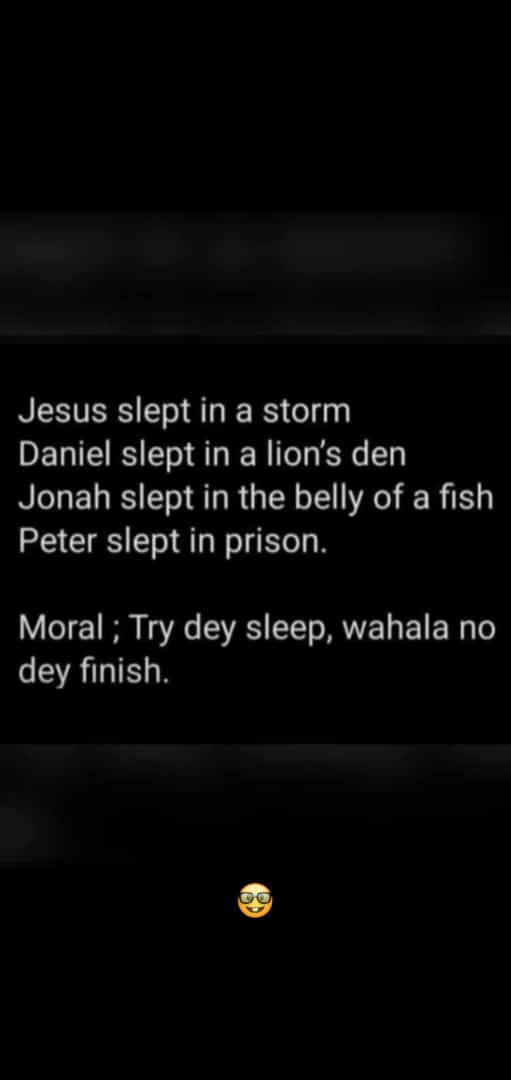 Jesus slept in a storm
Daniel slept in a lion’s den
Jonah slept in the belly of a fish
Peter slept in prison.
Moral ; Try dey sleep, wahala no
dey finish.
🤓